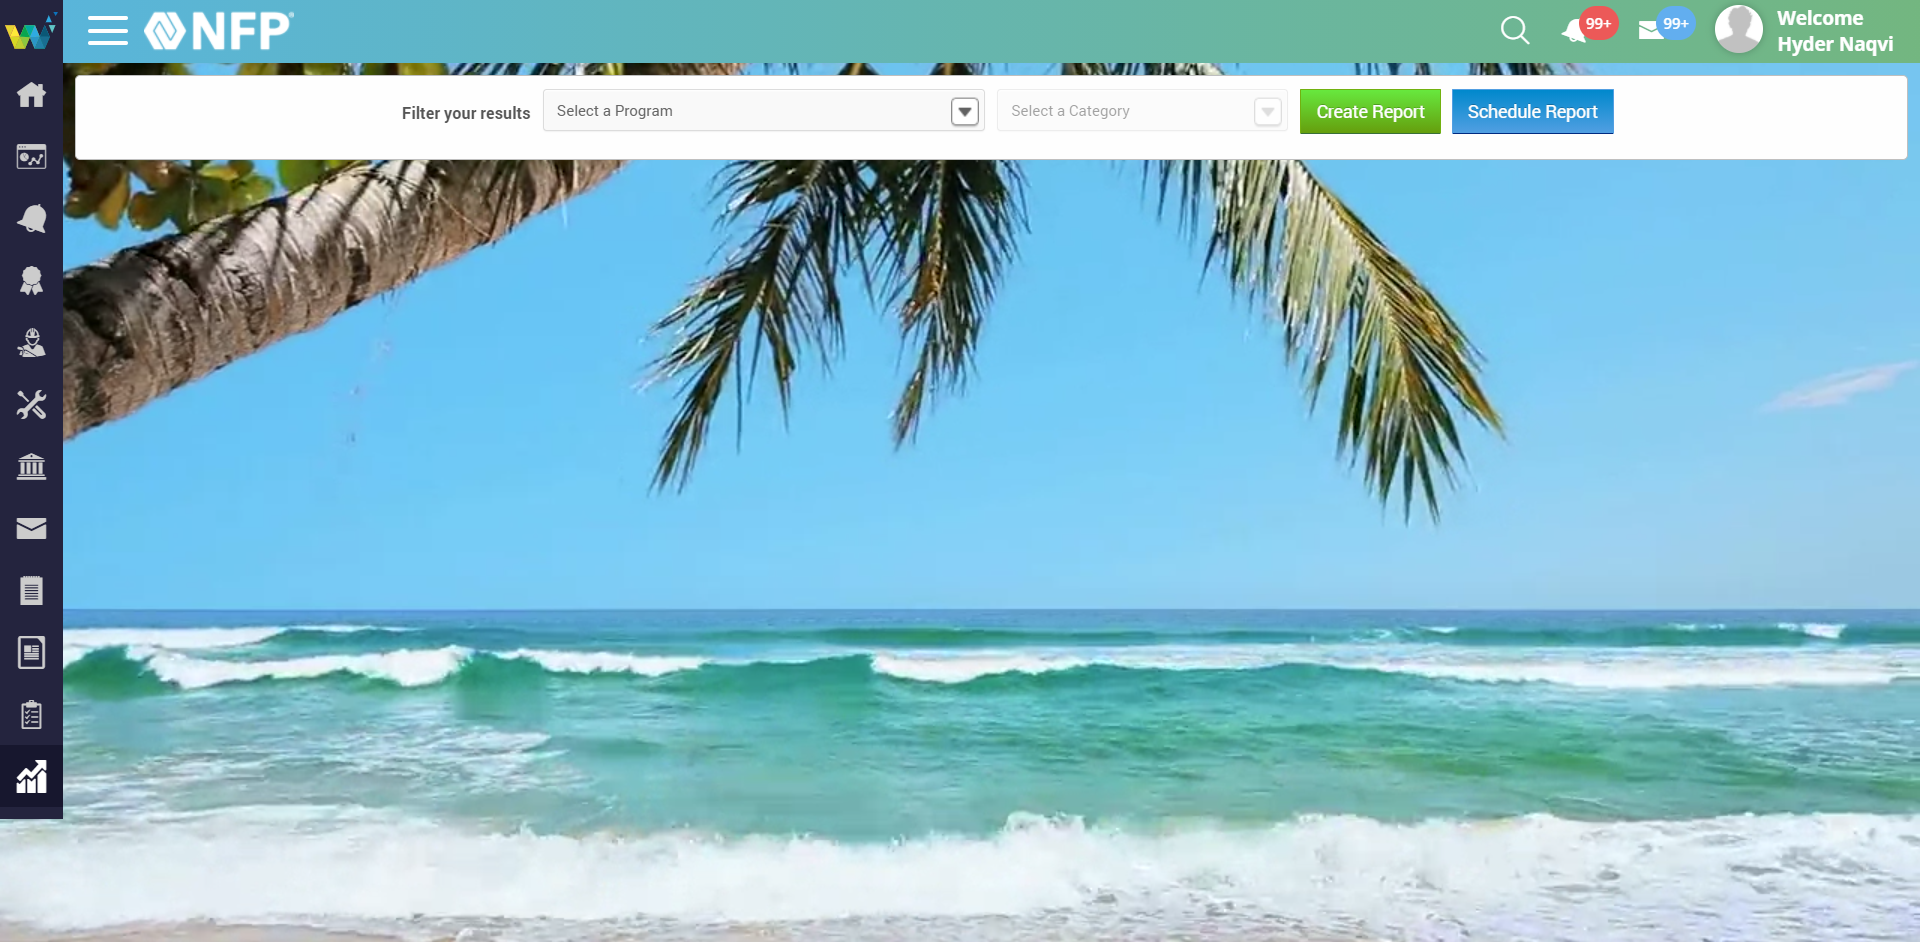 NFP
99+
99+
Welcome
Hyder Naqvi
Filter your results
Select a Program
Select a Category
Create Report
Schedule Report